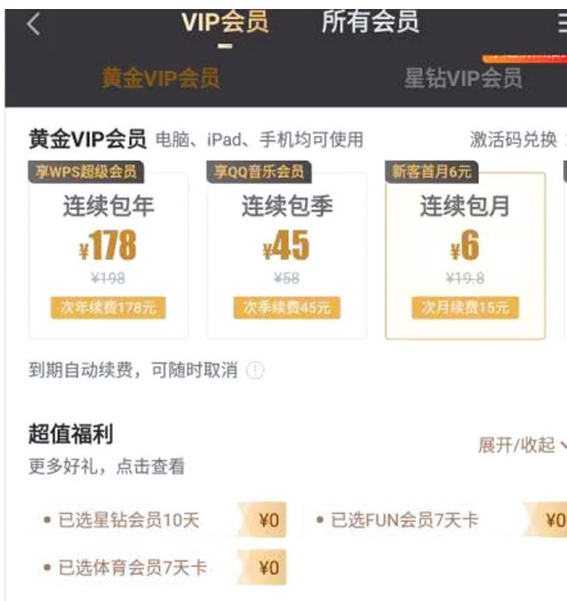 VIP会员 所有会员
黄金VIP会员 星钻VIP会员
黄金VIP会员 电脑、iPad、手机均可使用 激活码兑换
享WPS超级会员 享QQ音乐会员 新客首月6元
连续包年 连续包季 连续包月
¥178 ¥45 ¥6
¥198 ¥58 ¥19.8
次年续费178元 次季续费45元 次月续费15元
到期自动续费，可随时取消
超值福利
展开/收起
更多好礼，点击查看
• 已选星钻会员10天 ¥0 • 已选FUN会员7天卡 ¥0
• 已选体育会员7天卡 ¥0